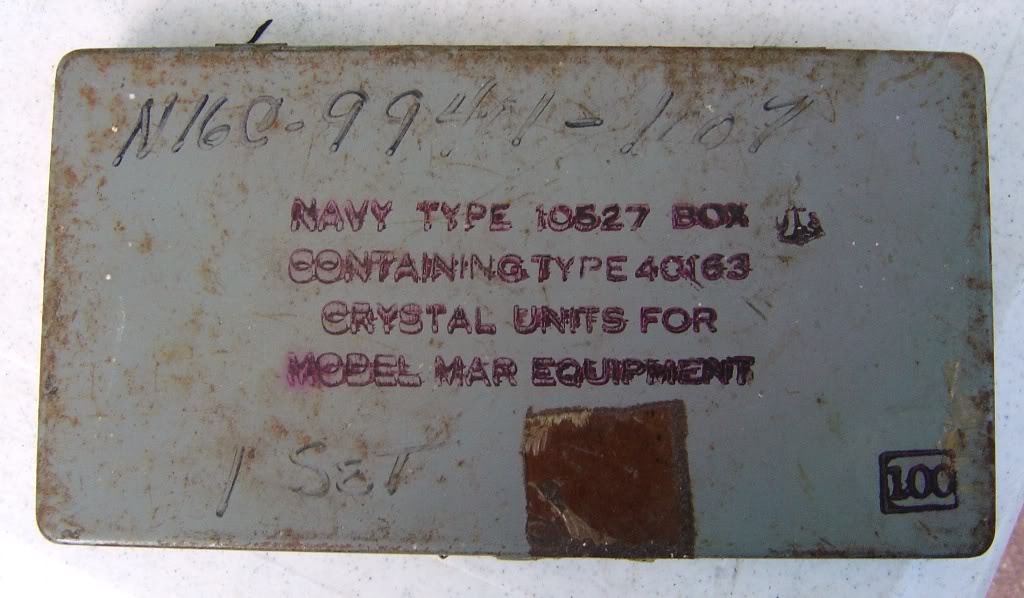 N16C-99441-1107
NAVY TYPE 10527 BOX
CONTAINING TYPE 40163
CRYSTAL UNITS FOR
MODEL MAR EQUIPMENT
1 SET
100